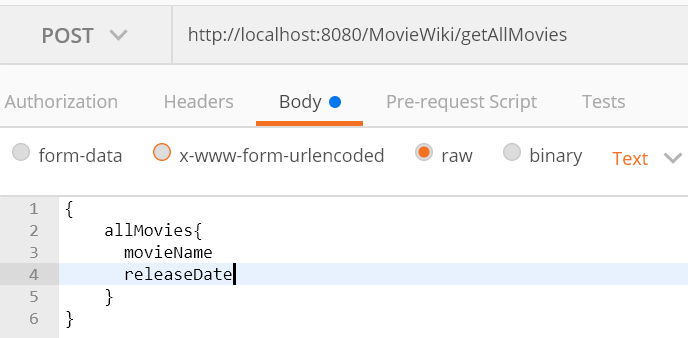 POST http://localhost:8080/MovieWiki/getAllMovies
Authorization Headers Body Pre-request Script Tests
form-data x-www-form-urlencoded raw binary Text
1 {
2     allMovies{
3       movieName
4       releaseDate
5     }
6 }